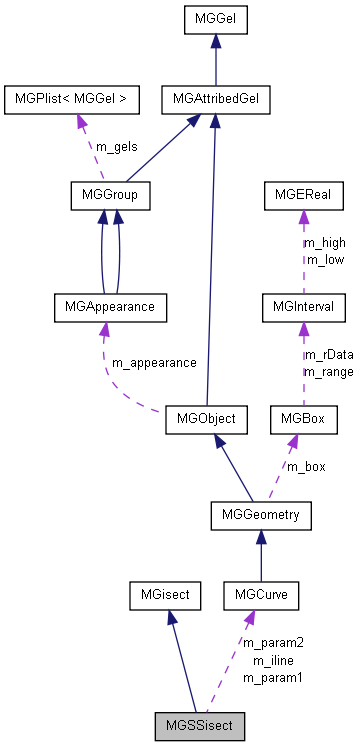 MGGel
MGPlist< MGGel >
MGAttribedGel
m_gels
MGGroup
MGEReal
m_high
m_low
MGAppearance
MGInterval
m_appearance
m_rData
m_range
MGObject
MGBox
m_box
MGGeometry
MGisect
MGCurve
m_param2
m_iline
m_param1
MGSSisect